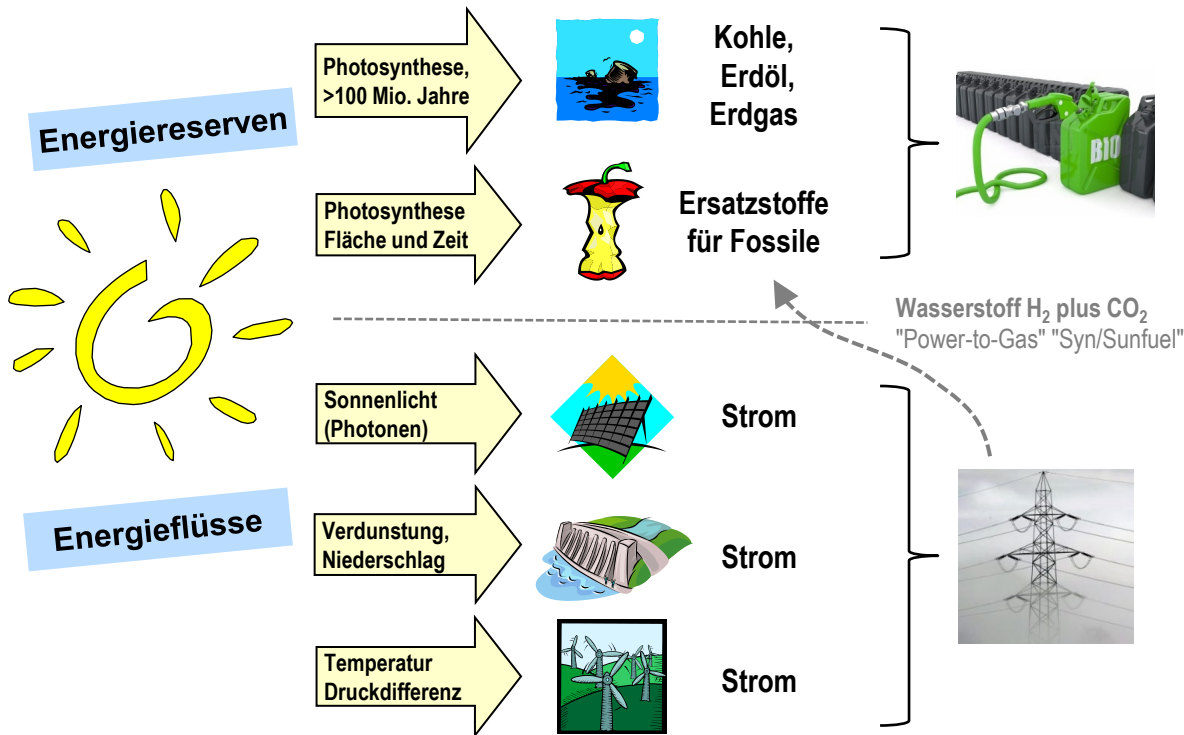 Energiereserven
Photosynthese,
>100 Mio. Jahre
Kohle,
Erdöl,
Erdgas
BIO
Photosynthese
Fläche und Zeit
Ersatzstoffe
für Fossile
Wasserstoff H₂ plus CO₂
"Power-to-Gas" "Syn/Sunfuel"
Sonnenlicht
(Photonen)
Strom
Energieflüsse
Verdunstung,
Niederschlag
Strom
Temperatur
Druckdifferenz
Strom